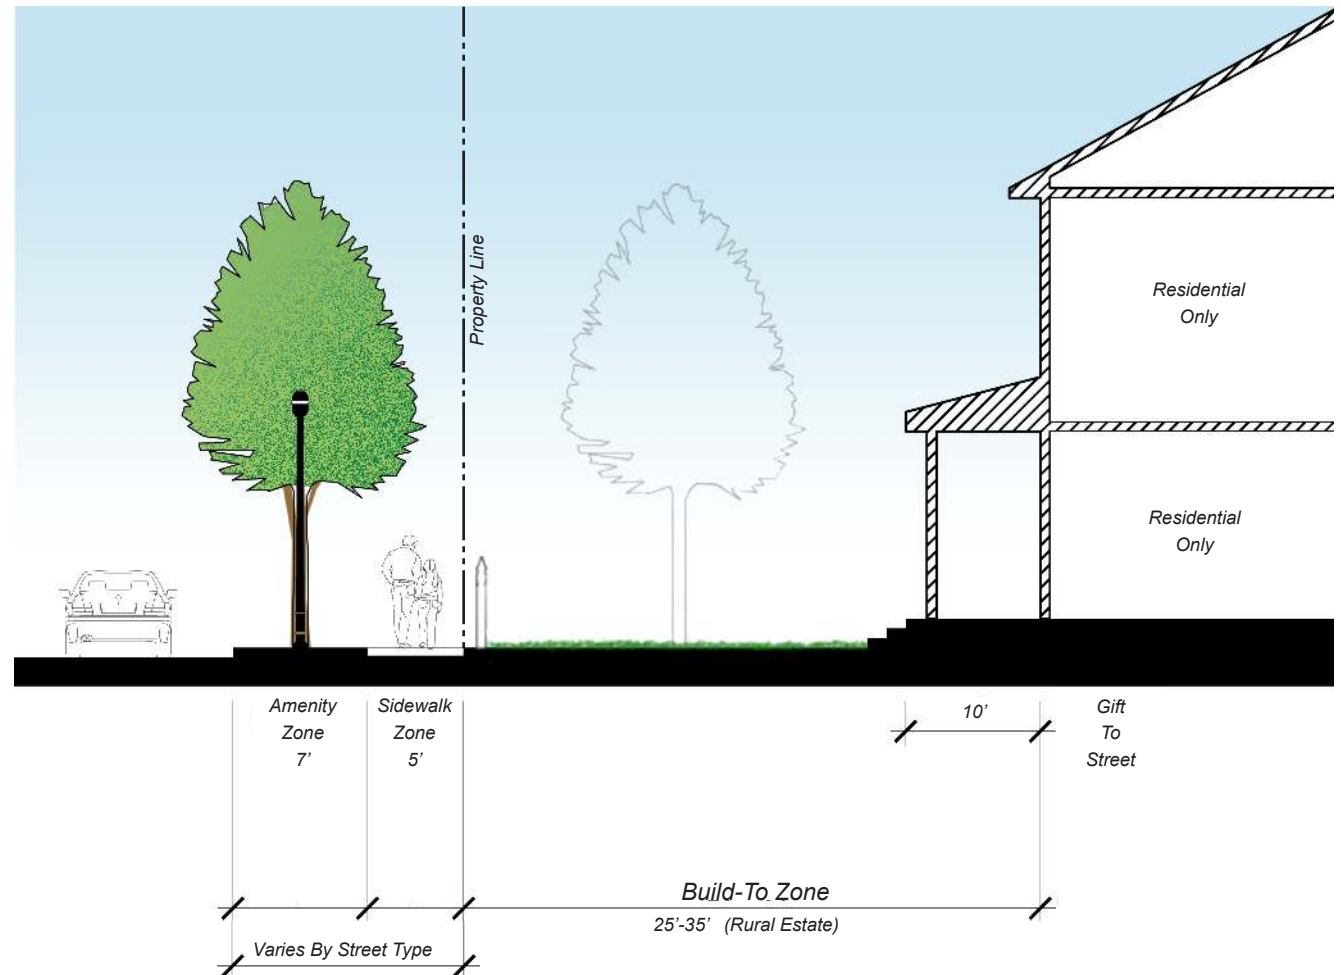 Property Line
Residential
Only
Residential
Only
Amenity
Zone
7’
Sidewalk
Zone
5’
10’
Gift
To
Street
Build-To Zone
25’-35’ (Rural Estate)
Varies By Street Type